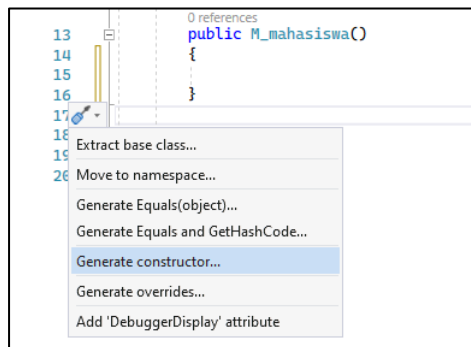 0 references
13 public M_mahasiswa()
14 {
15
16 }
17
18
19
20
Extract base class...
Move to namespace...
Generate Equals(object)...
Generate Equals and GetHashCode...
Generate constructor...
Generate overrides...
Add 'DebuggerDisplay' attribute